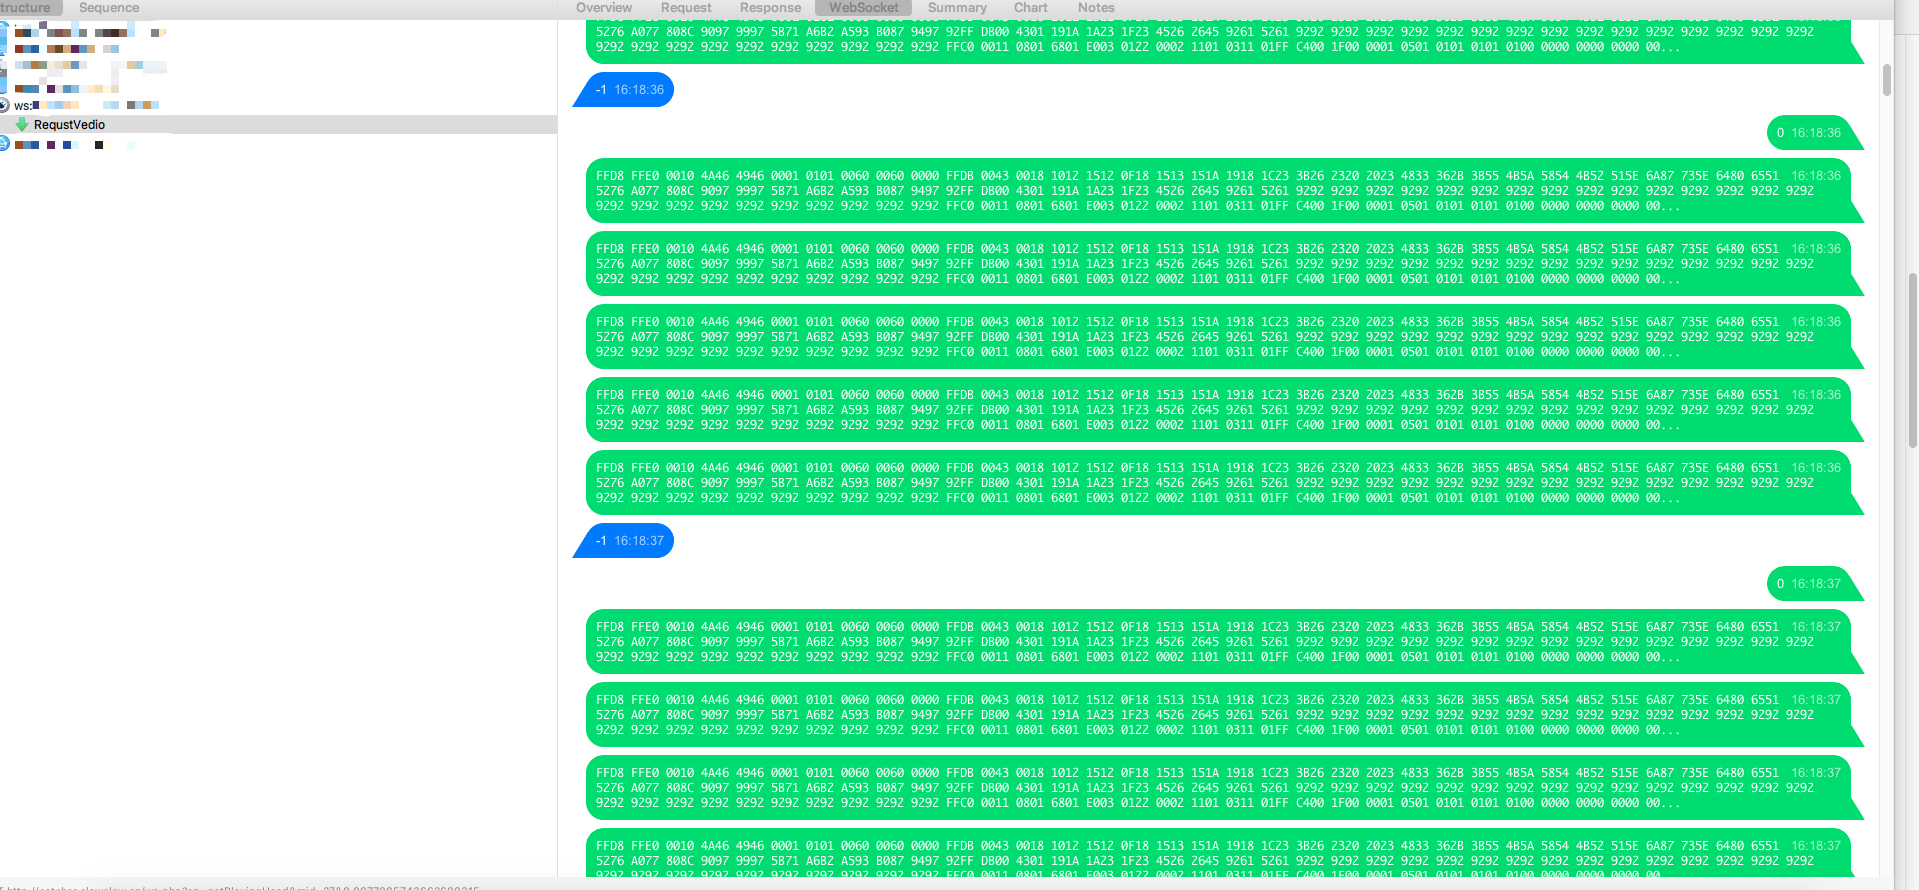 tructure Sequence
Overview Request Response WebSocket Summary Chart Notes
ws:
RequstVedio
5276 A077 808C 9097 9997 5B71 A6B2 A593 B087 9497 92FF DB00 4301 191A 1A23 1F23 4526 2645 9261 5261 9292 9292 9292 9292 9292 9292 9292 9292 9292 9292 9292 9292 9292 9292 9292
9292 9292 9292 9292 9292 9292 9292 9292 9292 9292 FFC0 0011 0801 6801 E003 0122 0002 1101 0311 01FF C400 1F00 0001 0501 0101 0101 0100 0000 0000 0000 00...
-1 16:18:36
0 16:18:36
FFD8 FFE0 0010 4A46 4946 0001 0101 0060 0060 0000 FFDB 0043 0018 1012 1512 0F18 1513 151A 1918 1C23 3B26 2320 2023 4833 362B 3B55 4B5A 5854 4B52 515E 6A87 735E 6480 6551 16:18:36
5276 A077 808C 9097 9997 5B71 A6B2 A593 B087 9497 92FF DB00 4301 191A 1A23 1F23 4526 2645 9261 5261 9292 9292 9292 9292 9292 9292 9292 9292 9292 9292 9292 9292 9292 9292 9292
9292 9292 9292 9292 9292 9292 9292 9292 9292 9292 FFC0 0011 0801 6801 E003 0122 0002 1101 0311 01FF C400 1F00 0001 0501 0101 0101 0100 0000 0000 0000 00...
FFD8 FFE0 0010 4A46 4946 0001 0101 0060 0060 0000 FFDB 0043 0018 1012 1512 0F18 1513 151A 1918 1C23 3B26 2320 2023 4833 362B 3B55 4B5A 5854 4B52 515E 6A87 735E 6480 6551 16:18:36
5276 A077 808C 9097 9997 5B71 A6B2 A593 B087 9497 92FF DB00 4301 191A 1A23 1F23 4526 2645 9261 5261 9292 9292 9292 9292 9292 9292 9292 9292 9292 9292 9292 9292 9292 9292 9292
9292 9292 9292 9292 9292 9292 9292 9292 9292 9292 FFC0 0011 0801 6801 E003 0122 0002 1101 0311 01FF C400 1F00 0001 0501 0101 0101 0100 0000 0000 0000 00...
FFD8 FFE0 0010 4A46 4946 0001 0101 0060 0060 0000 FFDB 0043 0018 1012 1512 0F18 1513 151A 1918 1C23 3B26 2320 2023 4833 362B 3B55 4B5A 5854 4B52 515E 6A87 735E 6480 6551 16:18:36
5276 A077 808C 9097 9997 5B71 A6B2 A593 B087 9497 92FF DB00 4301 191A 1A23 1F23 4526 2645 9261 5261 9292 9292 9292 9292 9292 9292 9292 9292 9292 9292 9292 9292 9292 9292 9292
9292 9292 9292 9292 9292 9292 9292 9292 9292 9292 FFC0 0011 0801 6801 E003 0122 0002 1101 0311 01FF C400 1F00 0001 0501 0101 0101 0100 0000 0000 0000 00...
FFD8 FFE0 0010 4A46 4946 0001 0101 0060 0060 0000 FFDB 0043 0018 1012 1512 0F18 1513 151A 1918 1C23 3B26 2320 2023 4833 362B 3B55 4B5A 5854 4B52 515E 6A87 735E 6480 6551 16:18:36
5276 A077 808C 9097 9997 5B71 A6B2 A593 B087 9497 92FF DB00 4301 191A 1A23 1F23 4526 2645 9261 5261 9292 9292 9292 9292 9292 9292 9292 9292 9292 9292 9292 9292 9292 9292 9292
9292 9292 9292 9292 9292 9292 9292 9292 9292 9292 FFC0 0011 0801 6801 E003 0122 0002 1101 0311 01FF C400 1F00 0001 0501 0101 0101 0100 0000 0000 0000 00...
FFD8 FFE0 0010 4A46 4946 0001 0101 0060 0060 0000 FFDB 0043 0018 1012 1512 0F18 1513 151A 1918 1C23 3B26 2320 2023 4833 362B 3B55 4B5A 5854 4B52 515E 6A87 735E 6480 6551 16:18:36
5276 A077 808C 9097 9997 5B71 A6B2 A593 B087 9497 92FF DB00 4301 191A 1A23 1F23 4526 2645 9261 5261 9292 9292 9292 9292 9292 9292 9292 9292 9292 9292 9292 9292 9292 9292 9292
9292 9292 9292 9292 9292 9292 9292 9292 9292 9292 FFC0 0011 0801 6801 E003 0122 0002 1101 0311 01FF C400 1F00 0001 0501 0101 0101 0100 0000 0000 0000 00...
-1 16:18:37
0 16:18:37
FFD8 FFE0 0010 4A46 4946 0001 0101 0060 0060 0000 FFDB 0043 0018 1012 1512 0F18 1513 151A 1918 1C23 3B26 2320 2023 4833 362B 3B55 4B5A 5854 4B52 515E 6A87 735E 6480 6551 16:18:37
5276 A077 808C 9097 9997 5B71 A6B2 A593 B087 9497 92FF DB00 4301 191A 1A23 1F23 4526 2645 9261 5261 9292 9292 9292 9292 9292 9292 9292 9292 9292 9292 9292 9292 9292 9292 9292
9292 9292 9292 9292 9292 9292 9292 9292 9292 9292 FFC0 0011 0801 6801 E003 0122 0002 1101 0311 01FF C400 1F00 0001 0501 0101 0101 0100 0000 0000 0000 00...
FFD8 FFE0 0010 4A46 4946 0001 0101 0060 0060 0000 FFDB 0043 0018 1012 1512 0F18 1513 151A 1918 1C23 3B26 2320 2023 4833 362B 3B55 4B5A 5854 4B52 515E 6A87 735E 6480 6551 16:18:37
5276 A077 808C 9097 9997 5B71 A6B2 A593 B087 9497 92FF DB00 4301 191A 1A23 1F23 4526 2645 9261 5261 9292 9292 9292 9292 9292 9292 9292 9292 9292 9292 9292 9292 9292 9292 9292
9292 9292 9292 9292 9292 9292 9292 9292 9292 9292 FFC0 0011 0801 6801 E003 0122 0002 1101 0311 01FF C400 1F00 0001 0501 0101 0101 0100 0000 0000 0000 00...
FFD8 FFE0 0010 4A46 4946 0001 0101 0060 0060 0000 FFDB 0043 0018 1012 1512 0F18 1513 151A 1918 1C23 3B26 2320 2023 4833 362B 3B55 4B5A 5854 4B52 515E 6A87 735E 6480 6551 16:18:37
5276 A077 808C 9097 9997 5B71 A6B2 A593 B087 9497 92FF DB00 4301 191A 1A23 1F23 4526 2645 9261 5261 9292 9292 9292 9292 9292 9292 9292 9292 9292 9292 9292 9292 9292 9292 9292
9292 9292 9292 9292 9292 9292 9292 9292 9292 9292 FFC0 0011 0801 6801 E003 0122 0002 1101 0311 01FF C400 1F00 0001 0501 0101 0101 0100 0000 0000 0000 00...
FFD8 FFE0 0010 4A46 4946 0001 0101 0060 0060 0000 FFDB 0043 0018 1012 1512 0F18 1513 151A 1918 1C23 3B26 2320 2023 4833 362B 3B55 4B5A 5854 4B52 515E 6A87 735E 6480 6551 16:18:37
5276 A077 808C 9097 9997 5B71 A6B2 A593 B087 9497 92FF DB00 4301 191A 1A23 1F23 4526 2645 9261 5261 9292 9292 9292 9292 9292 9292 9292 9292 9292 9292 9292 9292 9292 9292 9292